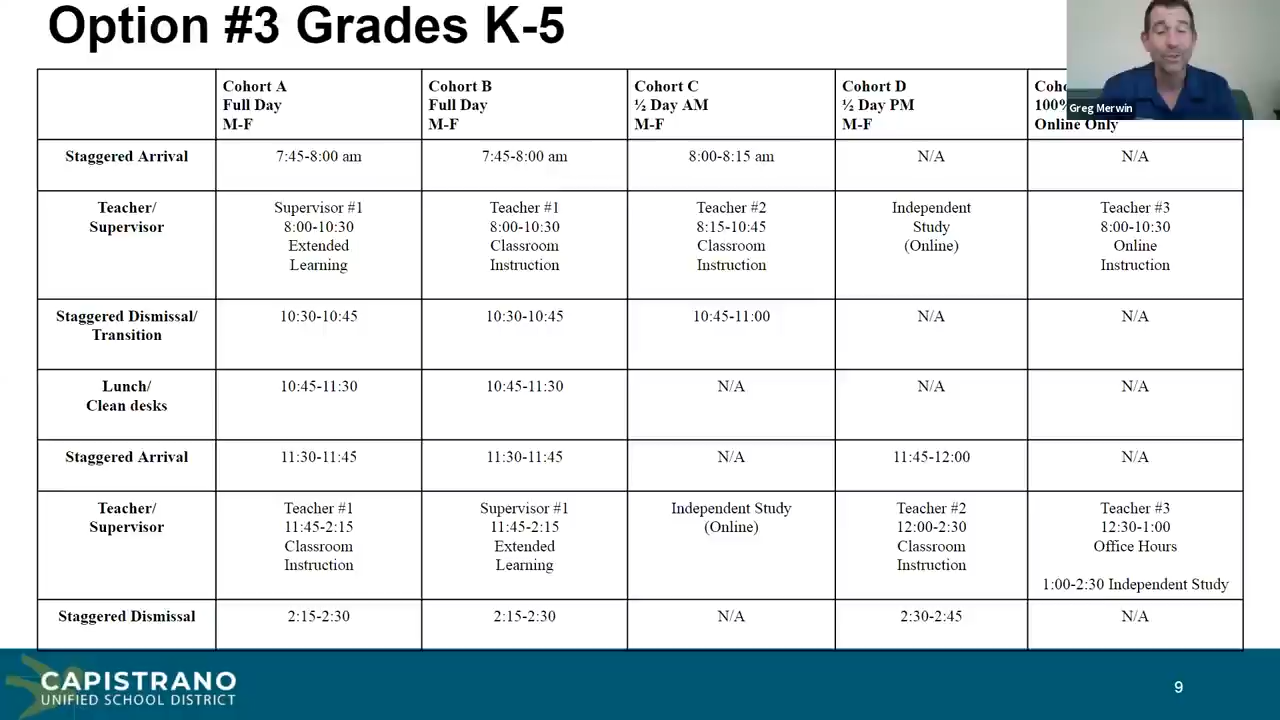 Option #3 Grades K-5
Greg Merwin
Cohort A
Full Day
M-F
Cohort B
Full Day
M-F
Cohort C
½ Day AM
M-F
Cohort D
½ Day PM
M-F
Online Only
Staggered Arrival
7:45-8:00 am
7:45-8:00 am
8:00-8:15 am
N/A
N/A
Teacher/
Supervisor
Supervisor #1
8:00-10:30
Extended
Learning
Teacher #1
8:00-10:30
Classroom
Instruction
Teacher #2
8:15-10:45
Classroom
Instruction
Independent
Study
(Online)
Teacher #3
8:00-10:30
Online
Instruction
Staggered Dismissal/
Transition
10:30-10:45
10:30-10:45
10:45-11:00
N/A
N/A
Lunch/
Clean desks
10:45-11:30
10:45-11:30
N/A
N/A
N/A
Staggered Arrival
11:30-11:45
11:30-11:45
N/A
11:45-12:00
N/A
Teacher/
Supervisor
Teacher #1
11:45-2:15
Classroom
Instruction
Supervisor #1
11:45-2:15
Extended
Learning
Independent Study
(Online)
Teacher #2
12:00-2:30
Classroom
Instruction
Teacher #3
12:30-1:00
Office Hours
1:00-2:30 Independent Study
Staggered Dismissal
2:15-2:30
2:15-2:30
N/A
2:30-2:45
N/A
CAPISTRANO
UNIFIED SCHOOL DISTRICT
9